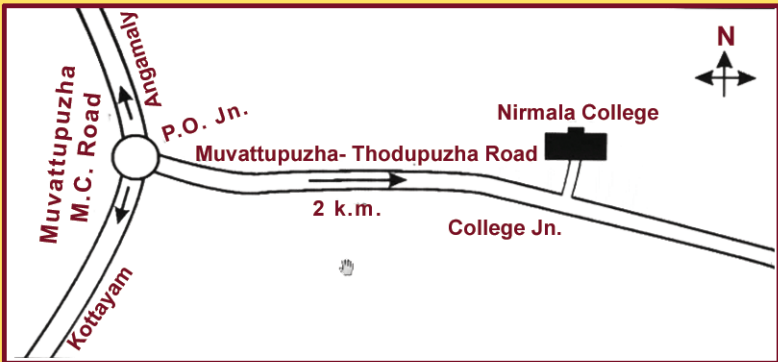 N
Angamaly
P.O. Jn.
Nirmala College
Muvattupuzha
M.C. Road
Muvattupuzha- Thodupuzha Road
2 k.m.
College Jn.
Kottayam